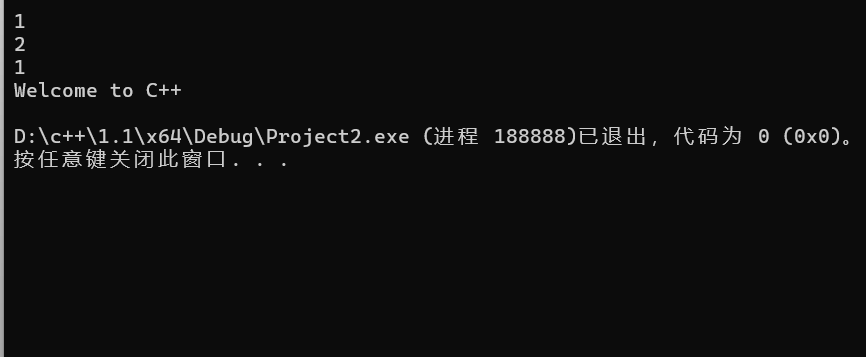 1
2
1
Welcome to C++
D:\c++\1.1\x64\Debug\Project2.exe (进程 188888)已退出，代码为 0 (0x0)。
按任意键关闭此窗口. . .